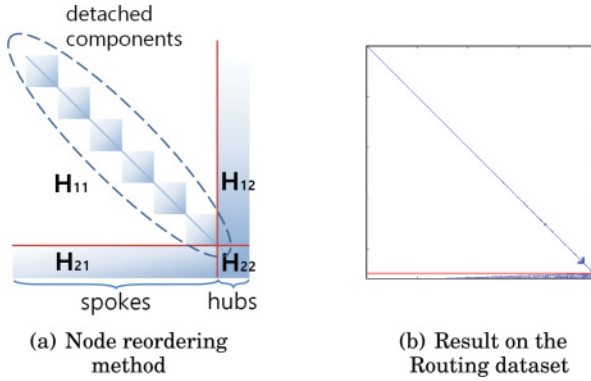 detached
components
H11
H12
H21
H22
spokes
hubs
(a) Node reordering
method
(b) Result on the
Routing dataset